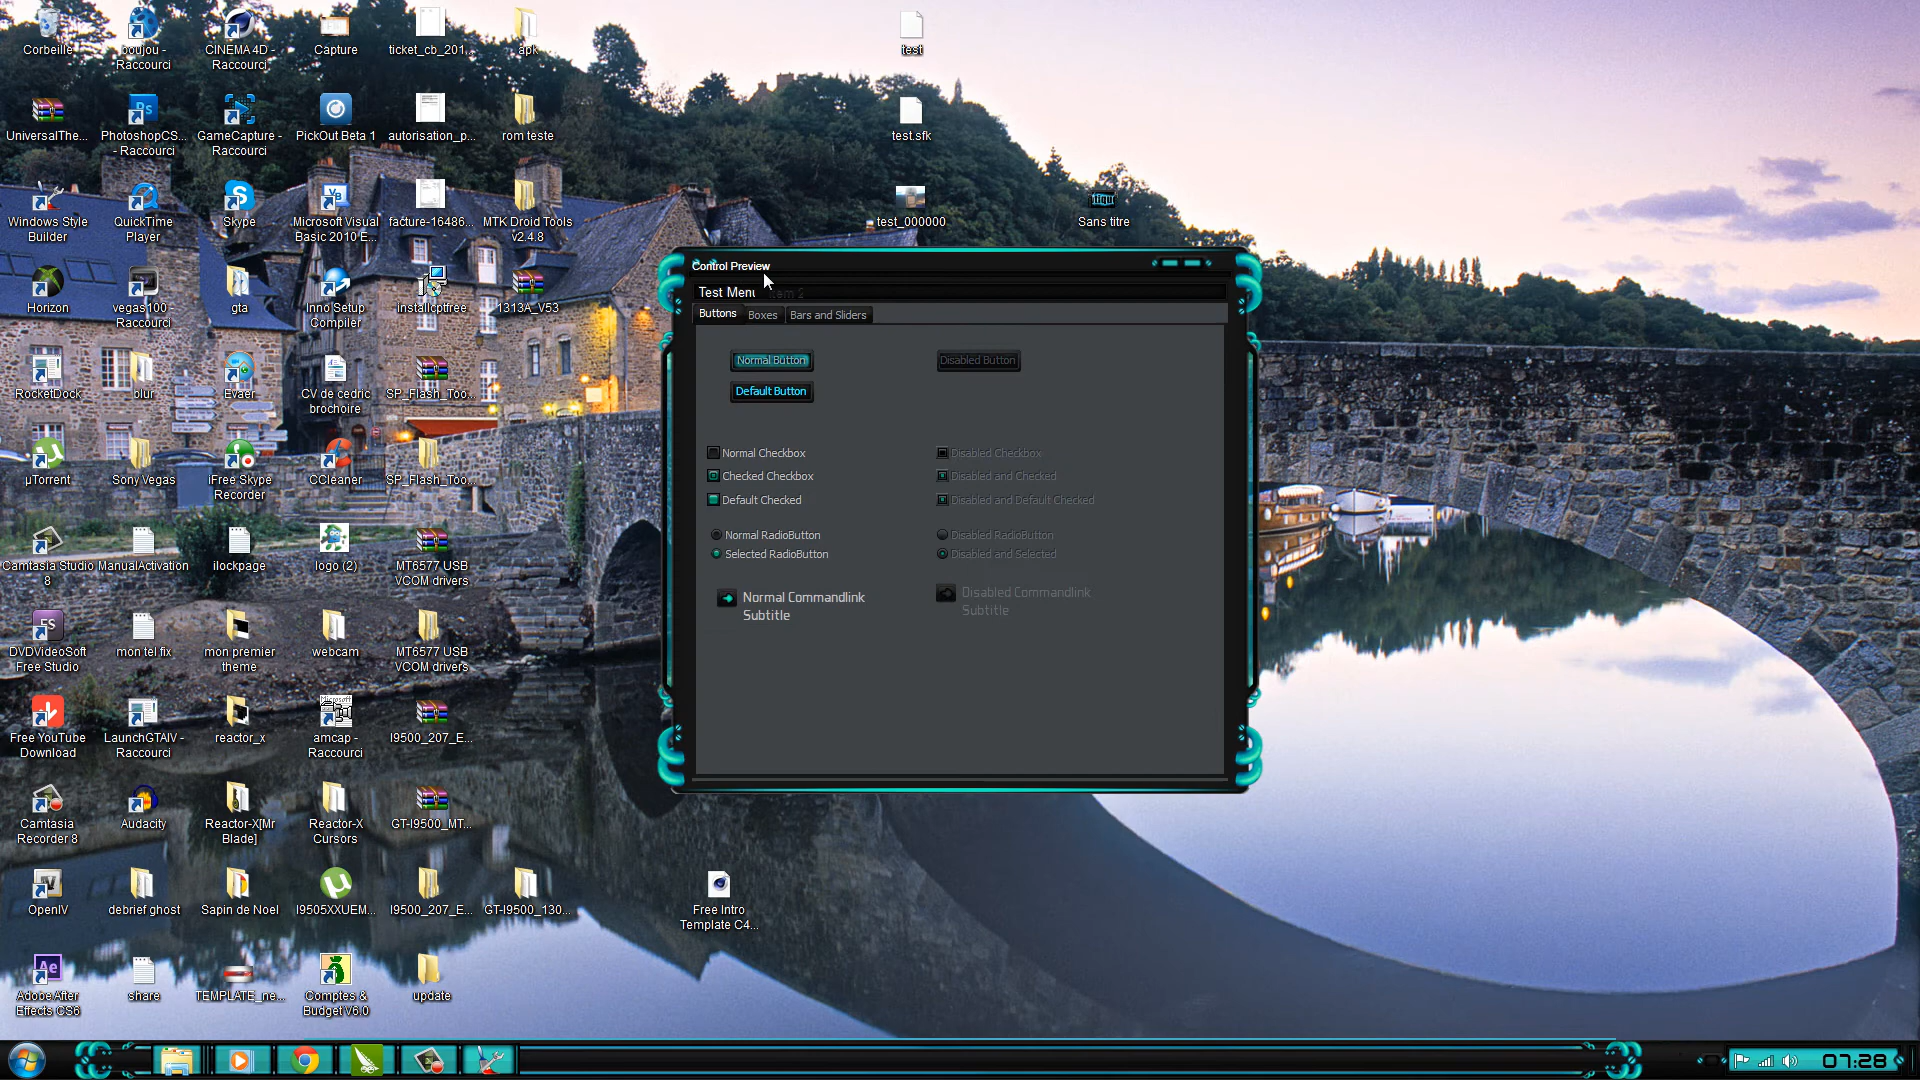 Corbeille
boujou -
Raccourci
CINEMA 4D -
Raccourci
Capture
ticket_cb_201...
apk
test
UniversalThe...
PhotoshopCS...
- Raccourci
GameCapture -
Raccourci
PickOut Beta 1
autorisation_p...
rom teste
test.sfk
Windows Style
Builder
QuickTime
Player
Skype
Microsoft Visual
Basic 2010 E...
facture-16486...
MTK Droid Tools
v2.4.8
test_000000
Sans titre
Horizon
vegas100 -
Raccourci
gta
Inno Setup
Compiler
installcptfree
1313A_V53
RocketDock
blur
Evaer
CV de cedric
brochoire
SP_Flash_Too...
µTorrent
Sony Vegas
iFree Skype
Recorder
CCleaner
SP_Flash_Too...
Camtasia Studio
8
ManualActivation
ilockpage
logo (2)
MT6577 USB
VCOM drivers
DVDVideoSoft
Free Studio
mon tel fix
mon premier
theme
webcam
MT6577 USB
VCOM drivers
Free YouTube
Download
LaunchGTAIV -
Raccourci
reactor_x
amcap -
Raccourci
I9500_207_E...
Camtasia
Recorder 8
Audacity
Reactor-X[Mr
Blade]
Reactor-X
Cursors
GT-I9500_MT...
OpenIV
debrief ghost
Sapin de Noel
I9505XXUEM...
I9500_207_E...
GT-I9500_130...
Free Intro
Template C4...
Adobe After
Effects CS6
share
TEMPLATE_ne...
Comptes &
Budget V6.0
update
Control Preview
Test Menu Item 2
Buttons Boxes Bars and Sliders
Normal Button
Disabled Button
Default Button
Normal Checkbox
Disabled Checkbox
Checked Checkbox
Disabled and Checked
Default Checked
Disabled and Default Checked
Normal RadioButton
Disabled RadioButton
Selected RadioButton
Disabled and Selected
Normal Commandlink
Subtitle
Disabled Commandlink
Subtitle
07:28